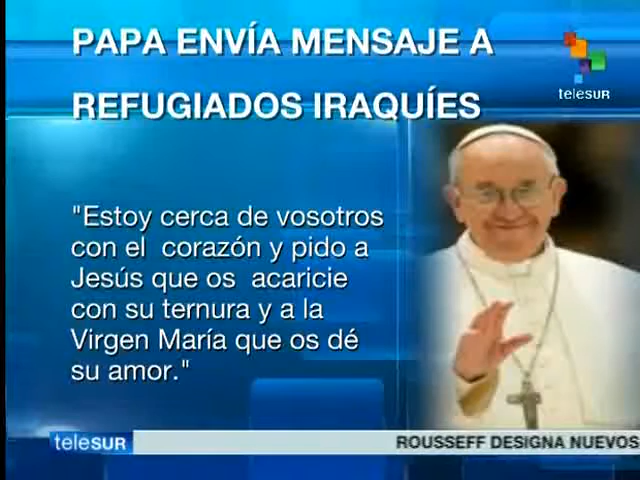 PAPA ENVÍA MENSAJE A
REFUGIADOS IRAQUÍES
teleSUR
"Estoy cerca de vosotros
con el corazón y pido a
Jesús que os acaricie
con su ternura y a la
Virgen María que os dé
su amor."
teleSUR
ROUSSEFF DESIGNA NUEVOS